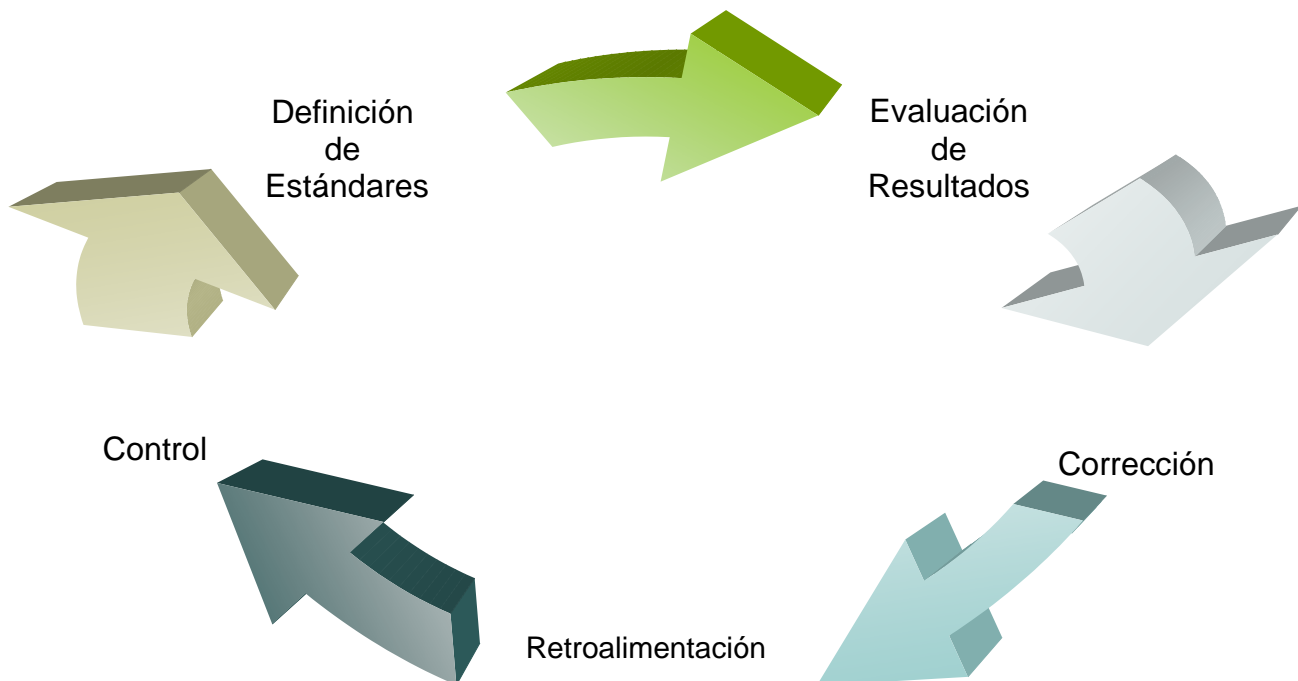 Definición
de
Estándares
Evaluación
de
Resultados
Corrección
Retroalimentación
Control